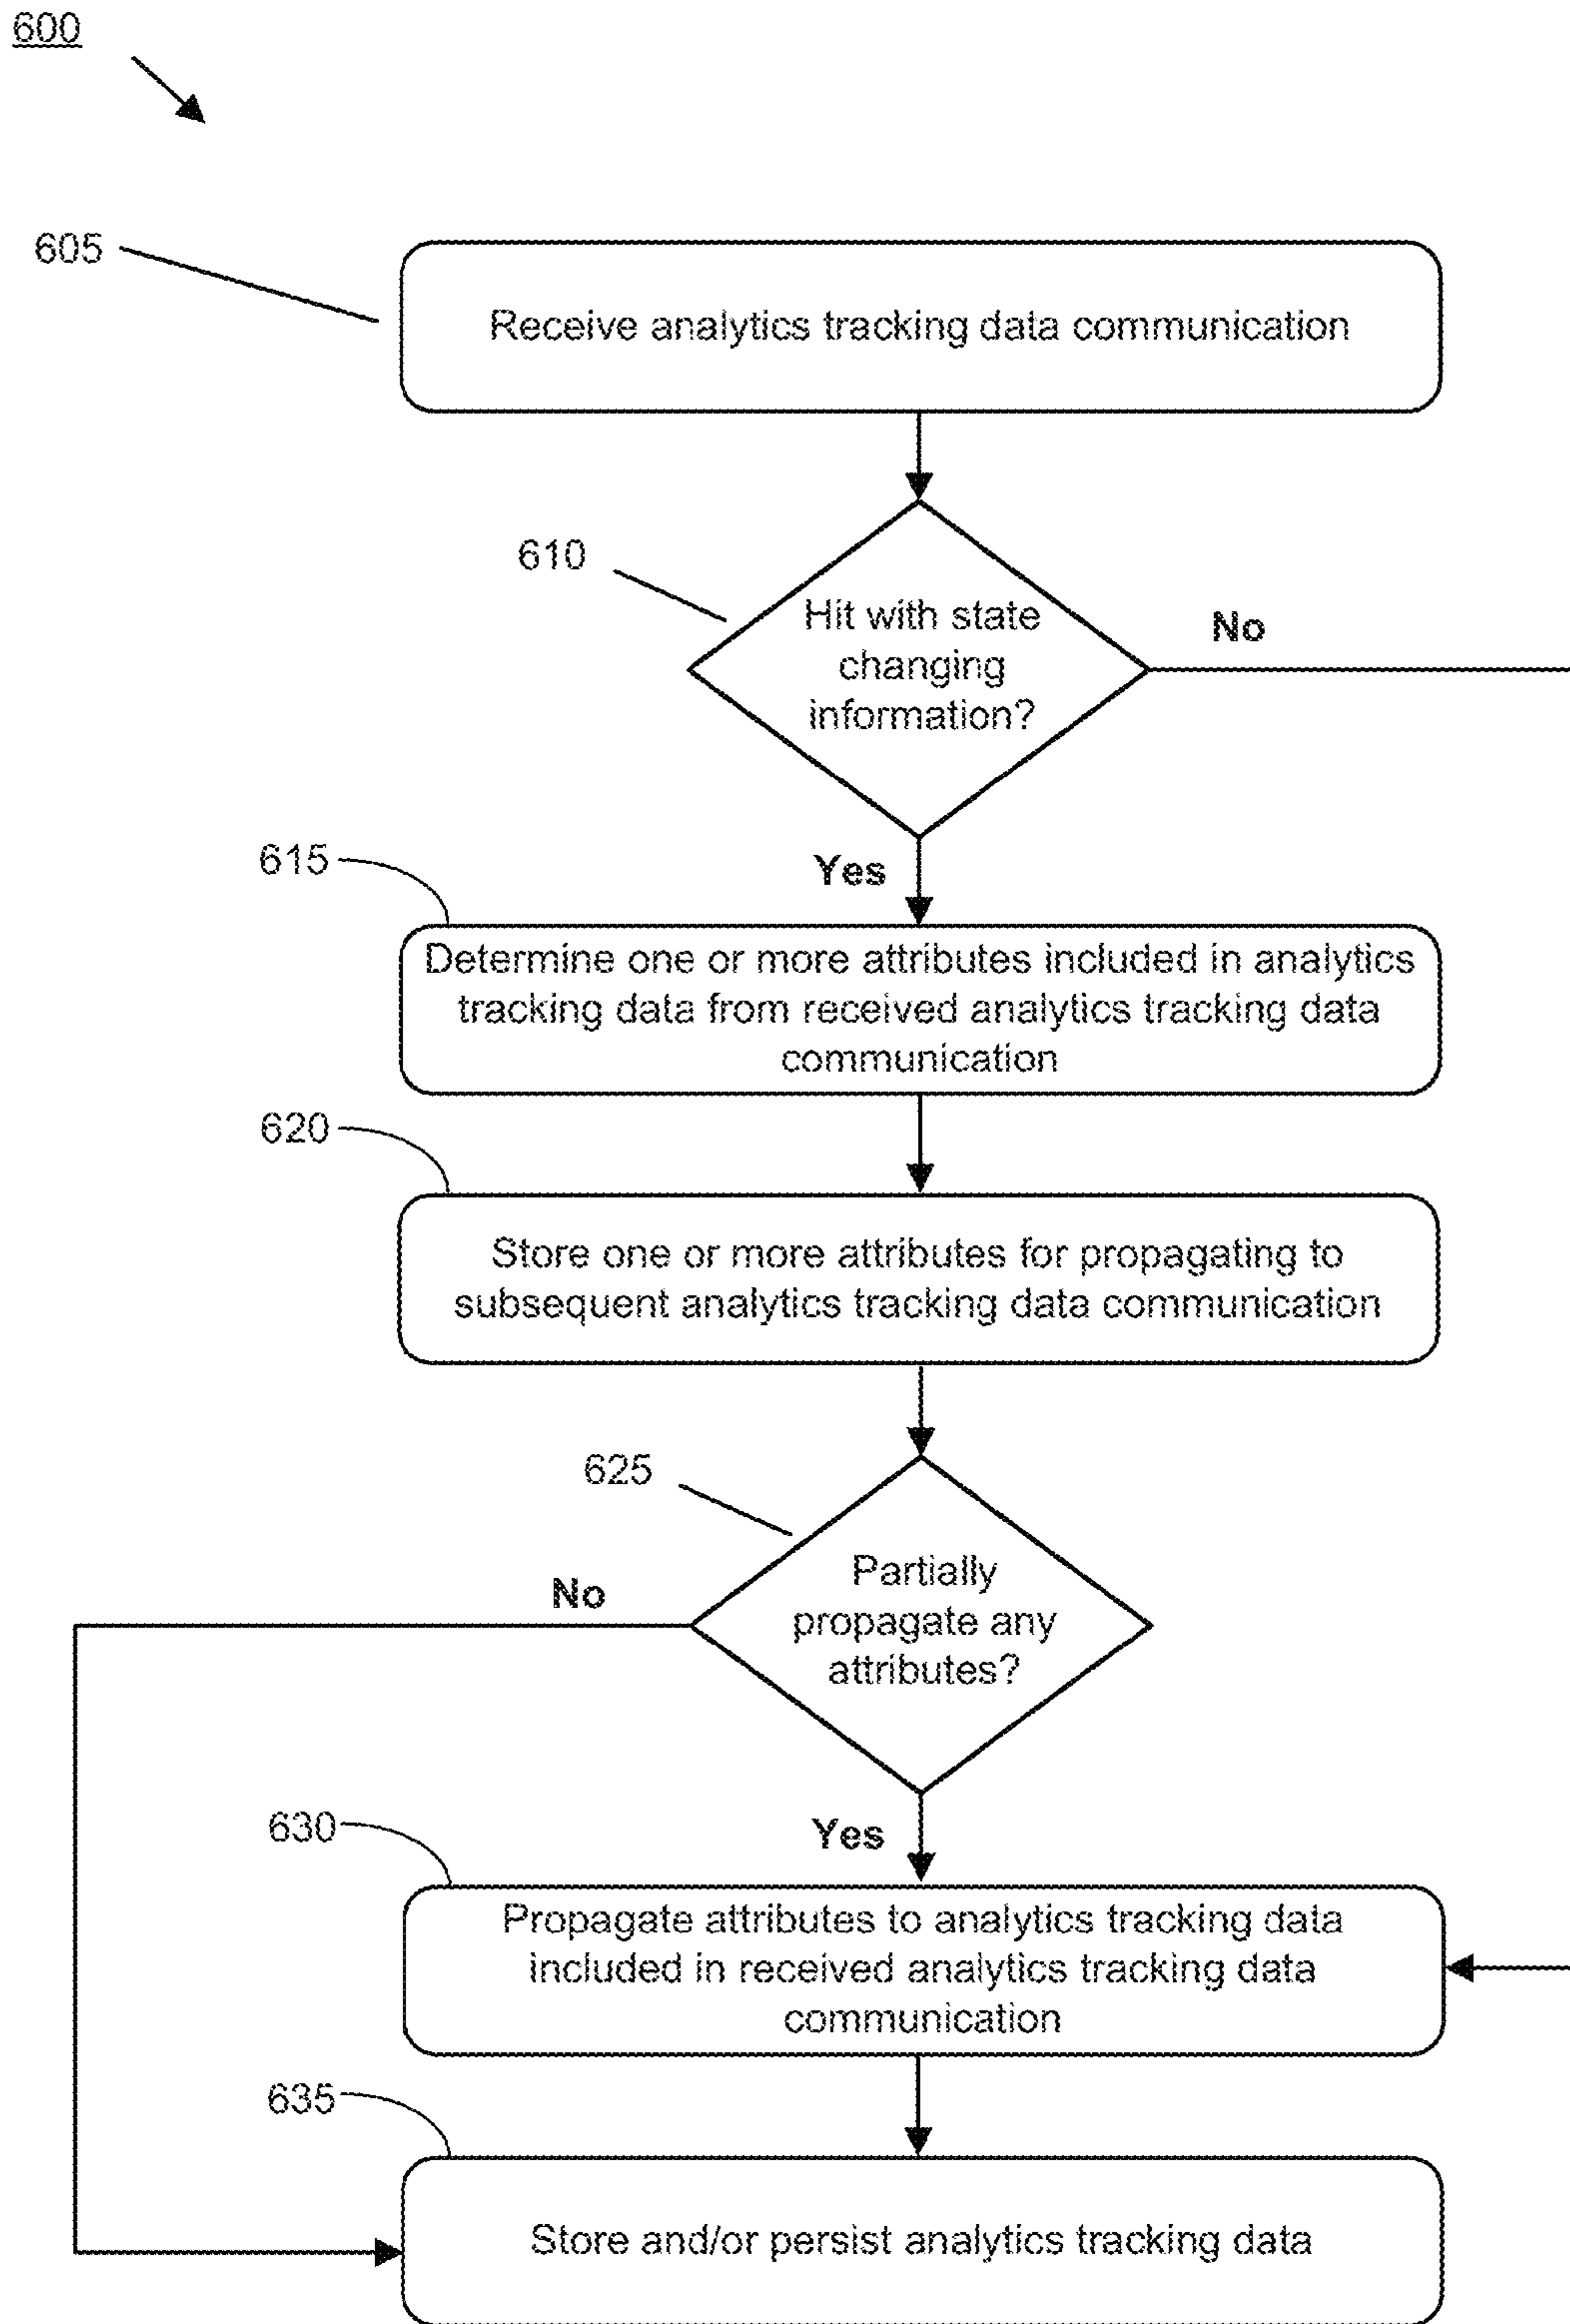 600
605
Receive analytics tracking data communication
610
Hit with state
changing
information?
No
Yes
615
Determine one or more attributes included in analytics
tracking data from received analytics tracking data
communication
620
Store one or more attributes for propagating to
subsequent analytics tracking data communication
625
Partially
propagate any
attributes?
No
Yes
630
Propagate attributes to analytics tracking data
included in received analytics tracking data
communication
635
Store and/or persist analytics tracking data